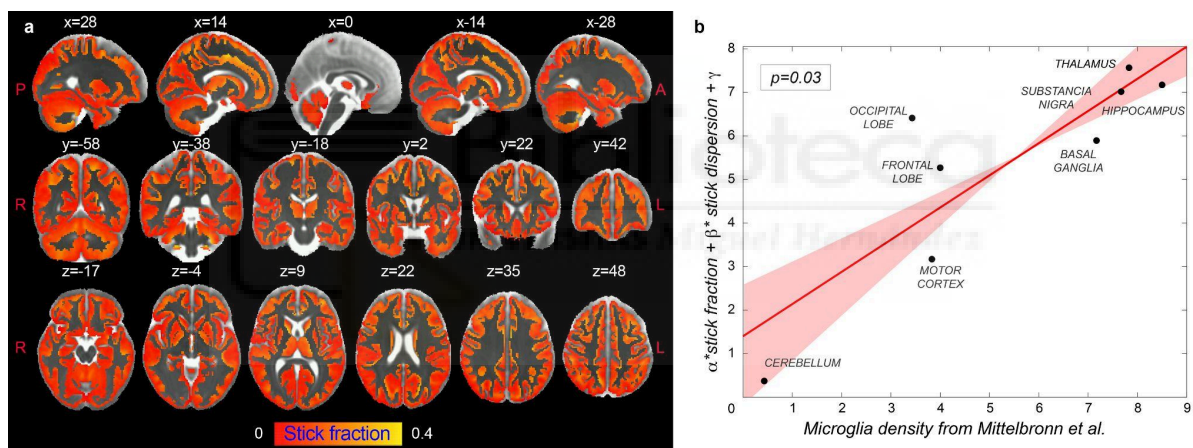 a
x=28 x=14 x=0 x-14 x-28
P A
y=-58 y=-38 y=-18 y=2 y=22 y=42
R L
z=-17 z=-4 z=9 z=22 z=35 z=48
R L
0 Stick fraction 0.4
b
α*stick fraction + β* stick dispersion + γ
8
7
6
5
4
3
2
1
0
p=0.03
THALAMUS
SUBSTANCIA
NIGRA
HIPPOCAMPUS
OCCIPITAL
LOBE
BASAL
GANGLIA
FRONTAL
LOBE
MOTOR
CORTEX
CEREBELLUM
1 2 3 4 5 6 7 8 9
Microglia density from Mittelbronn et al.
Biblioteca
Miguel Hernández